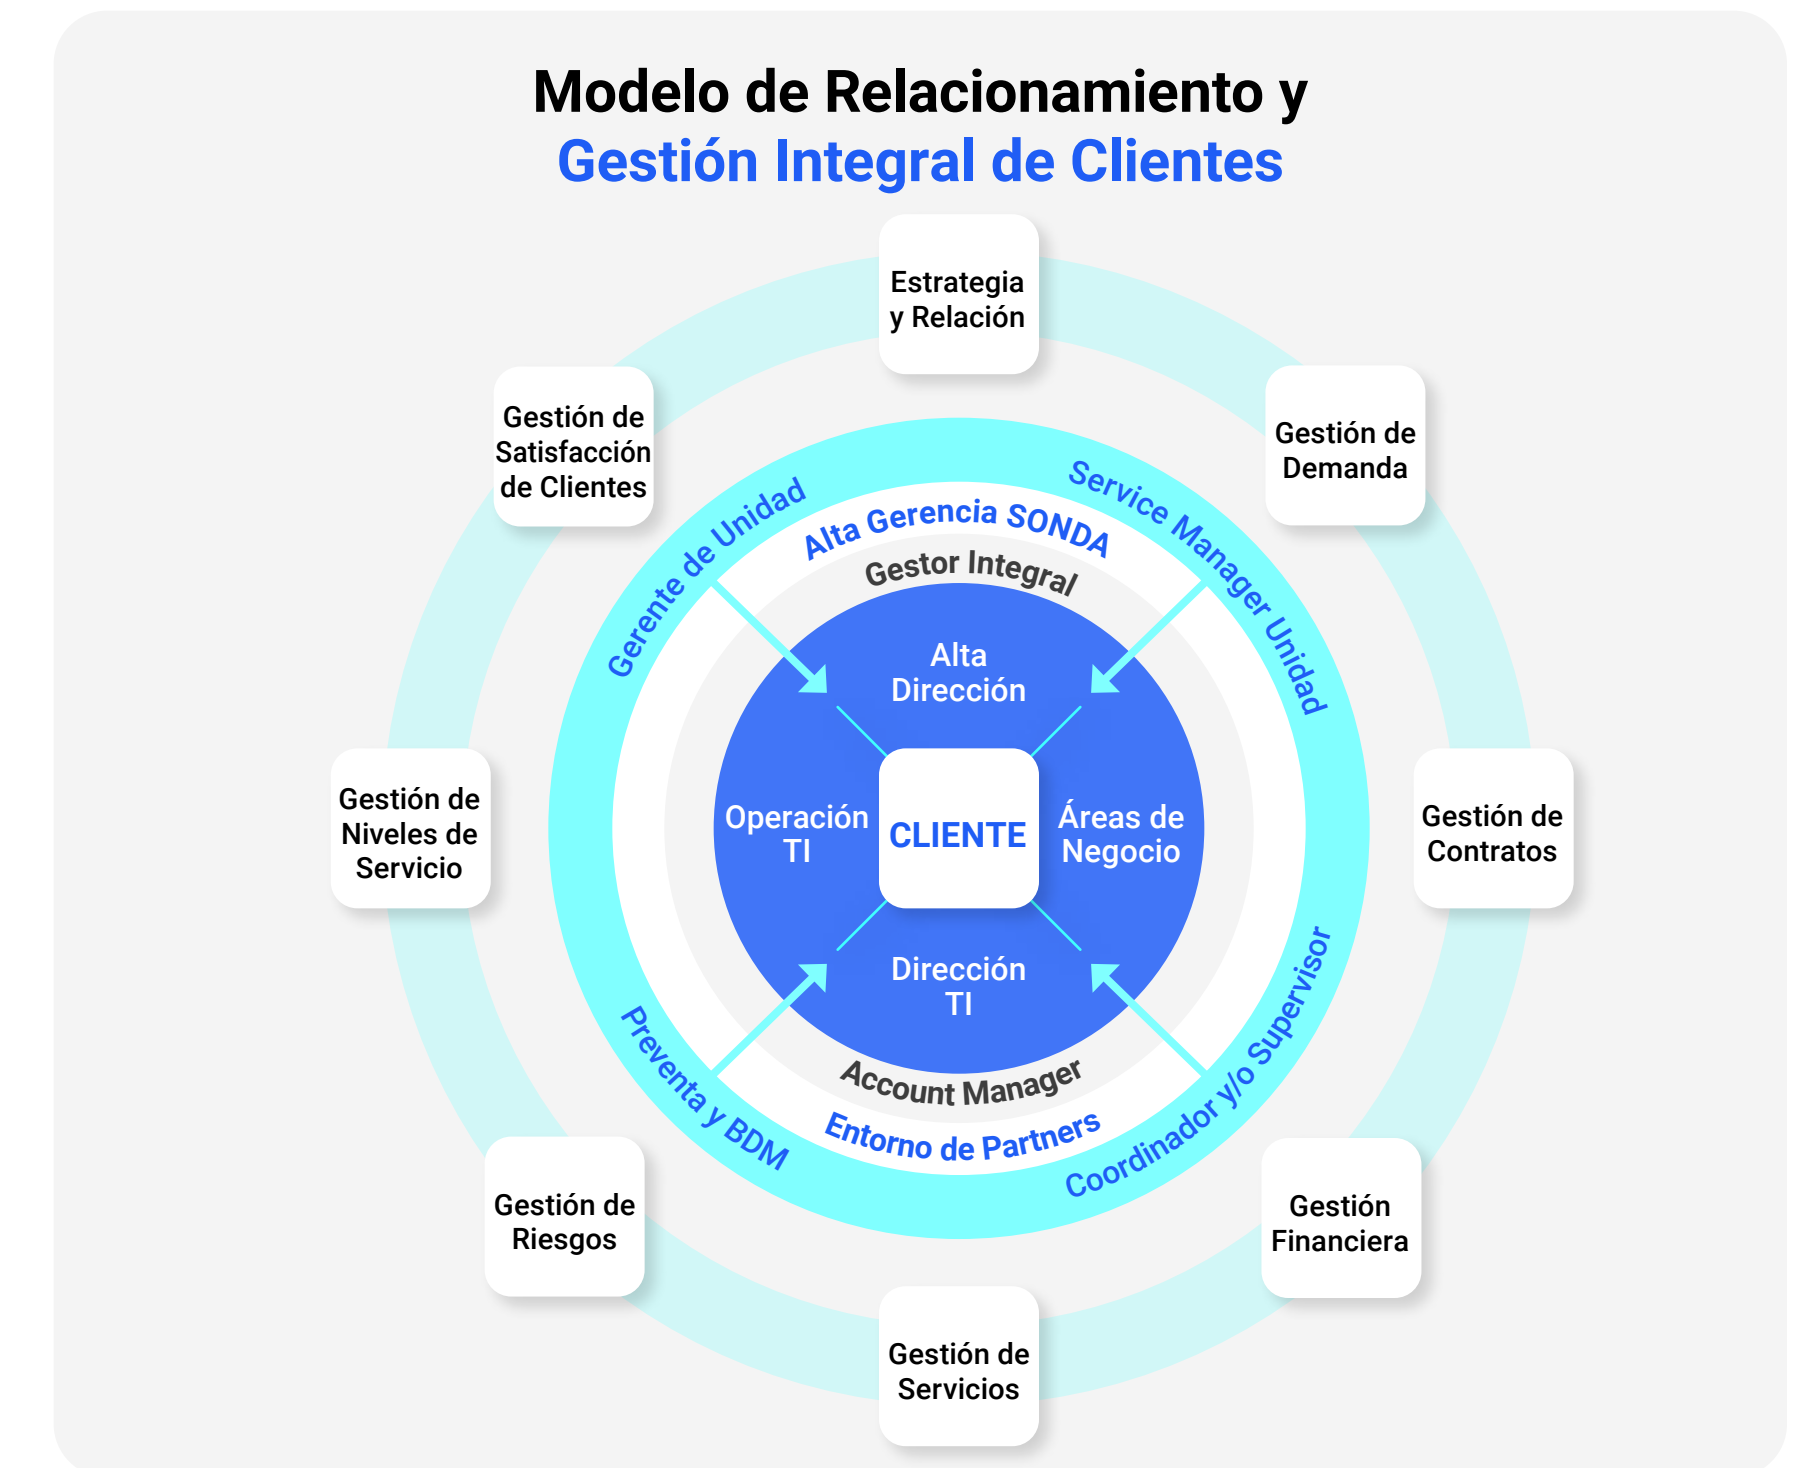 Modelo de Relacionamiento y
Gestión Integral de Clientes
Estrategia
y Relación
Gestión de
Satisfacción
de Clientes
Gestión de
Demanda
Gerente de Unidad
Service Manager Unidad
Alta Gerencia SONDA
Gestor Integral
Alta
Dirección
Gestión de
Niveles de
Servicio
Operación
TI
CLIENTE
Áreas de
Negocio
Gestión de
Contratos
Dirección
TI
Account Manager
Entorno de Partners
Preventa y BDM
Coordinador y/o Supervisor
Gestión de
Riesgos
Gestión
Financiera
Gestión de
Servicios